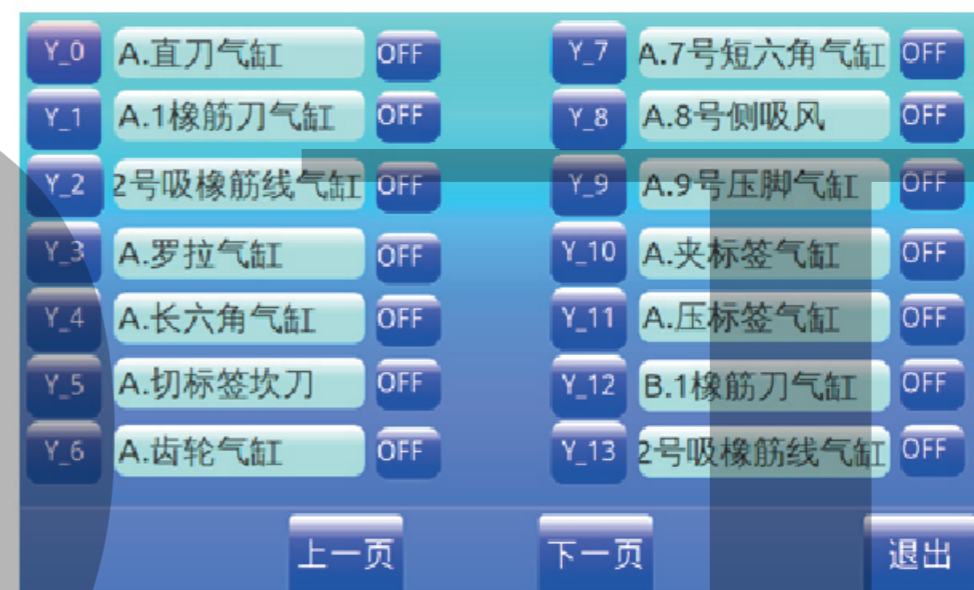 Y_0 A.直刀气缸 OFF Y_7 A.7号短六角气缸 OFF
Y_1 A.1橡筋刀气缸 OFF Y_8 A.8号侧吸风 OFF
Y_2 2号吸橡筋线气缸 OFF Y_9 A.9号压脚气缸 OFF
Y_3 A.罗拉气缸 OFF Y_10 A.夹标签气缸 OFF
Y_4 A.长六角气缸 OFF Y_11 A.压标签气缸 OFF
Y_5 A.切标签坎刀 OFF Y_12 B.1橡筋刀气缸 OFF
Y_6 A.齿轮气缸 OFF Y_13 2号吸橡筋线气缸 OFF
上一页 下一页 退出